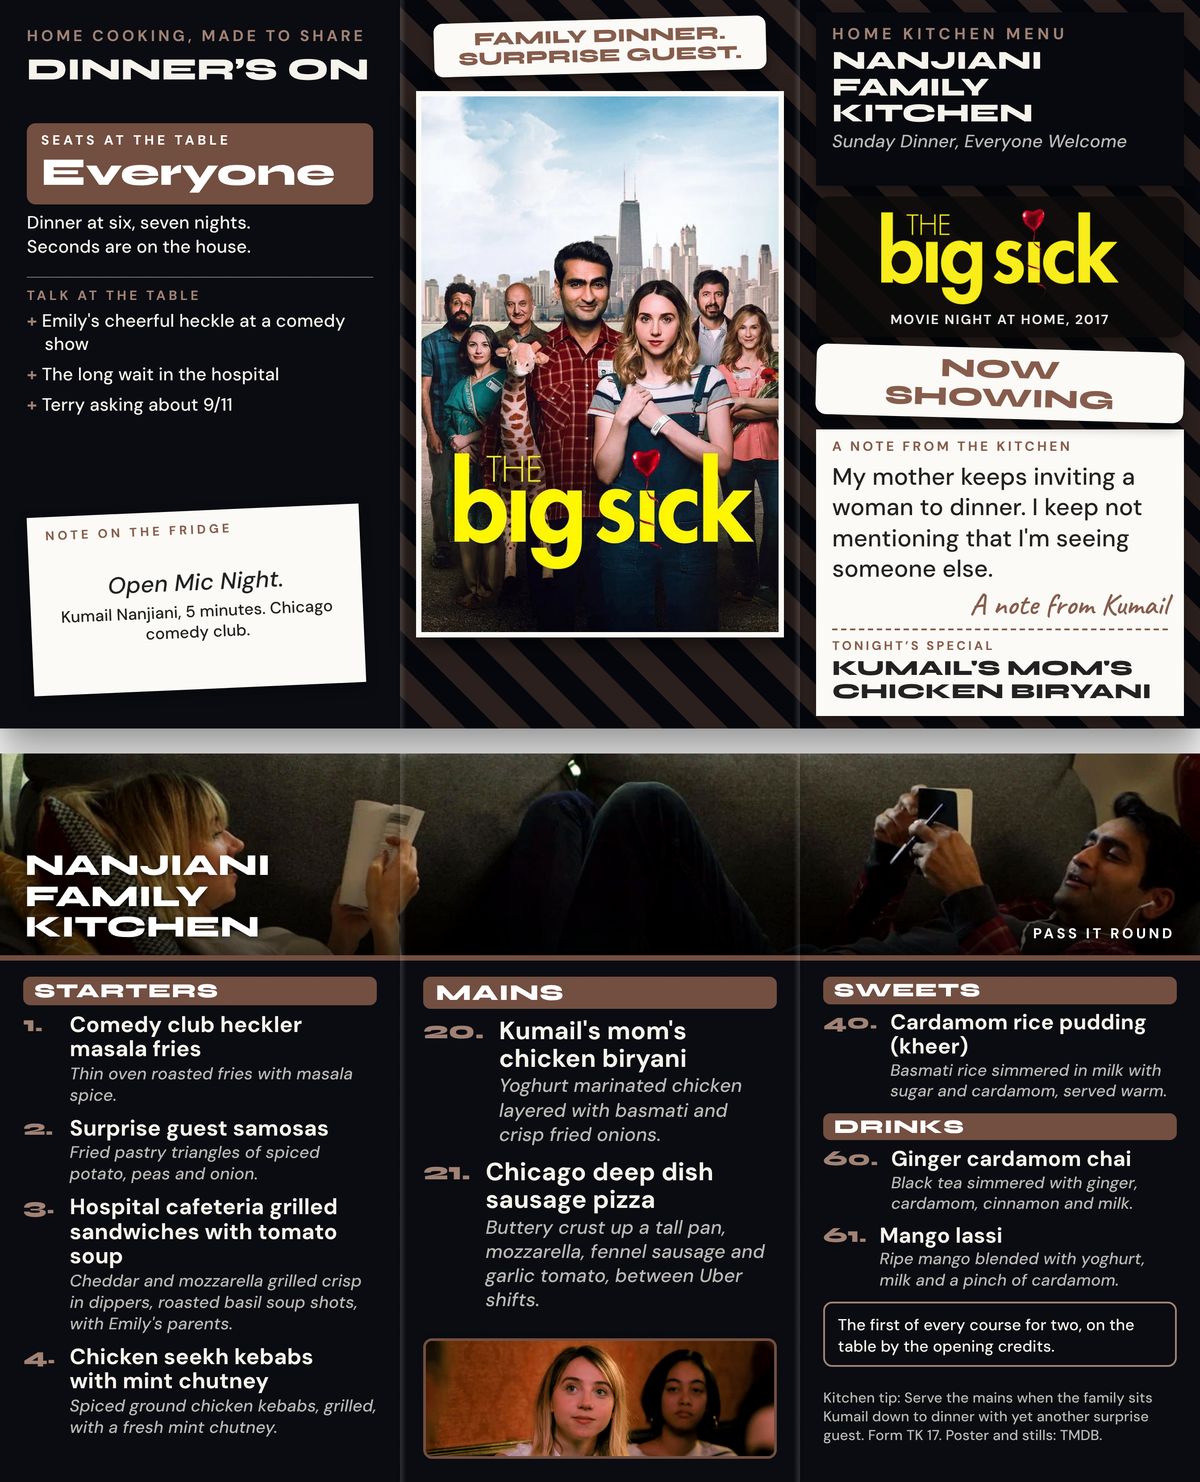 HOME COOKING, MADE TO SHARE
DINNER’S ON
SEATS AT THE TABLE
Everyone
Dinner at six, seven nights.
Seconds are on the house.
TALK AT THE TABLE
+ Emily's cheerful heckle at a comedy
show
+ The long wait in the hospital
+ Terry asking about 9/11
NOTE ON THE FRIDGE
Open Mic Night.
Kumail Nanjiani, 5 minutes. Chicago
comedy club.
FAMILY DINNER.
SURPRISE GUEST.
THE
big sick
HOME KITCHEN MENU
NANJIANI
FAMILY
KITCHEN
Sunday Dinner, Everyone Welcome
THE
big sick
MOVIE NIGHT AT HOME, 2017
NOW
SHOWING
A NOTE FROM THE KITCHEN
My mother keeps inviting a
woman to dinner. I keep not
mentioning that I'm seeing
someone else.
A note from Kumail
TONIGHT’S SPECIAL
KUMAIL'S MOM'S
CHICKEN BIRYANI
NANJIANI
FAMILY
KITCHEN
PASS IT ROUND
STARTERS
1. Comedy club heckler
masala fries
Thin oven roasted fries with masala
spice.
2. Surprise guest samosas
Fried pastry triangles of spiced
potato, peas and onion.
3. Hospital cafeteria grilled
sandwiches with tomato
soup
Cheddar and mozzarella grilled crisp
in dippers, roasted basil soup shots,
with Emily's parents.
4. Chicken seekh kebabs
with mint chutney
Spiced ground chicken kebabs, grilled,
with a fresh mint chutney.
MAINS
20. Kumail's mom's
chicken biryani
Yoghurt marinated chicken
layered with basmati and
crisp fried onions.
21. Chicago deep dish
sausage pizza
Buttery crust up a tall pan,
mozzarella, fennel sausage and
garlic tomato, between Uber
shifts.
SWEETS
40. Cardamom rice pudding
(kheer)
Basmati rice simmered in milk with
sugar and cardamom, served warm.
DRINKS
60. Ginger cardamom chai
Black tea simmered with ginger,
cardamom, cinnamon and milk.
61. Mango lassi
Ripe mango blended with yoghurt,
milk and a pinch of cardamom.
The first of every course for two, on the
table by the opening credits.
Kitchen tip: Serve the mains when the family sits
Kumail down to dinner with yet another surprise
guest. Form TK 17. Poster and stills: TMDB.